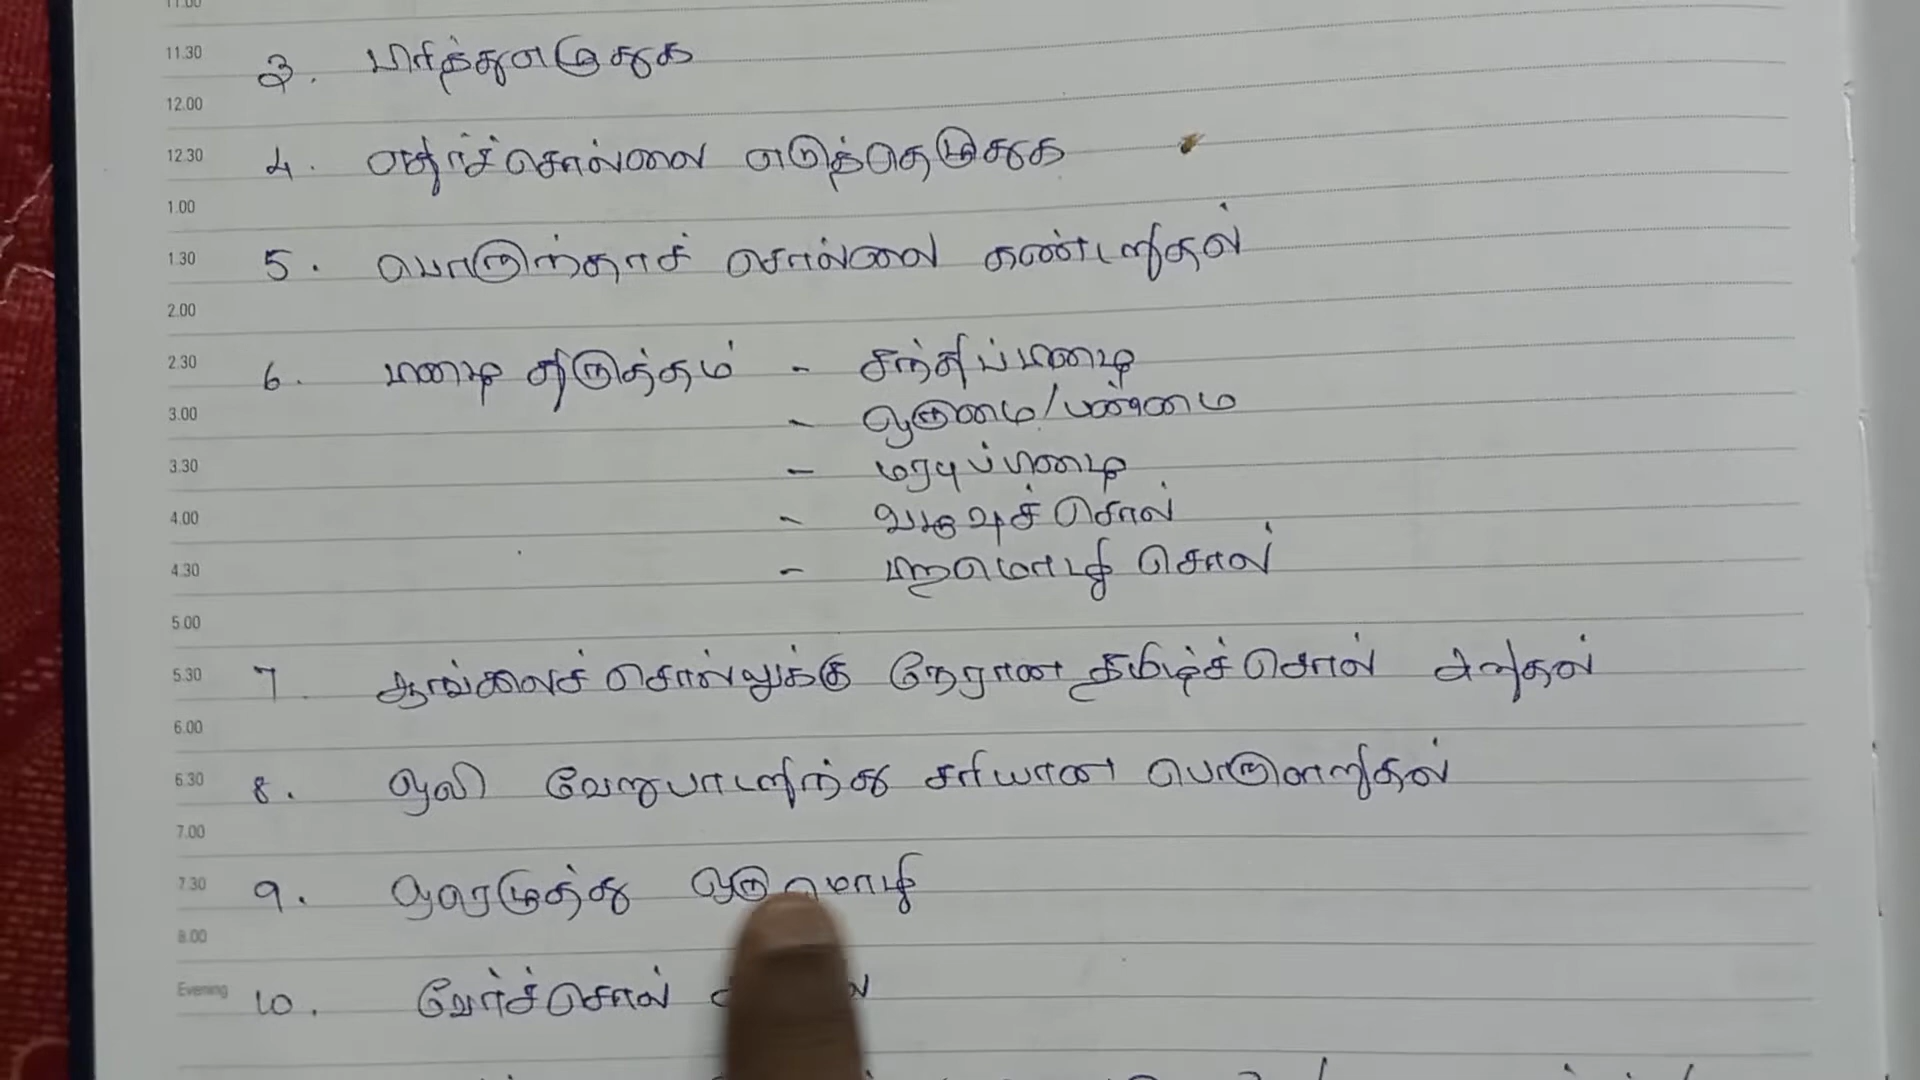 11.00
11.30 3. பிரித்தெழுதுக
12.00
12.30 4. எதிர்ச்சொல்லை எடுத்தெழுதுக
1.00
1.30 5. பொருந்தாச் சொல்லை கண்டறிதல்
2.00
2.30 6. பிழை திருத்தம் - சந்திப்பிழை
3.00 - ஒருமை/பன்மை
3.30 - மரபுப்பிழை
4.00 - வழுவுச் சொல்
4.30 - பிறமொழி சொல்
5.00
5.30 7. ஆங்கிலச் சொல்லுக்கு நேரான தமிழ்ச் சொல் அறிதல்
6.00
6.30 8. ஒலி வேறுபாடறிந்து சரியான பொருளறிதல்
7.00
7.30 9. ஓரெழுத்து ஒருமொழி
8.00
Evening 10. வேர்ச்சொல்